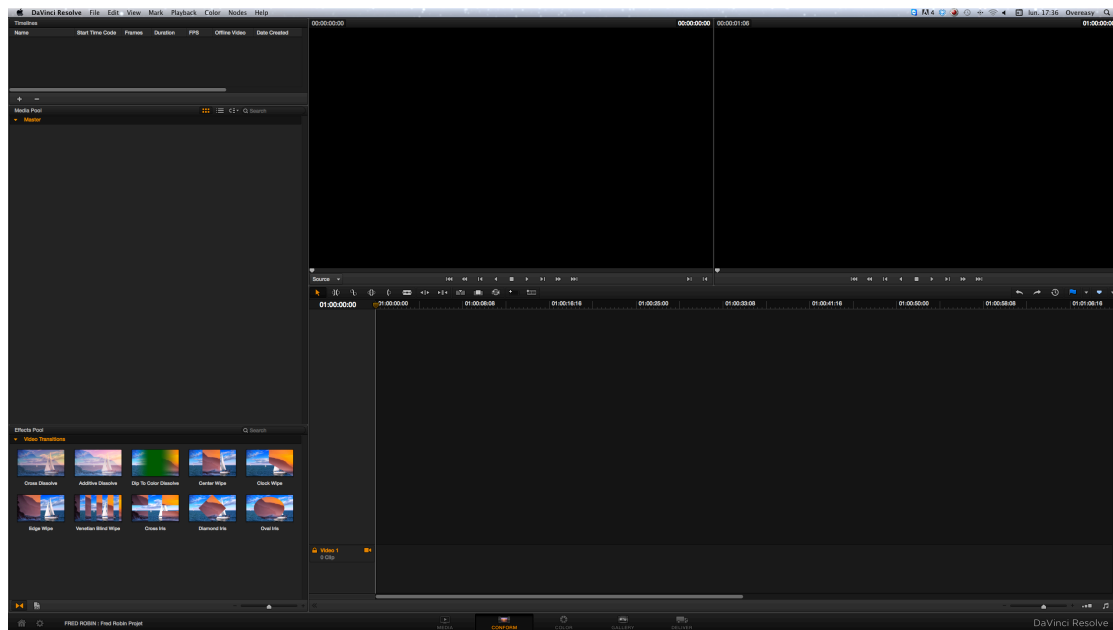 DaVinci Resolve File Edit View Mark Playback Color Nodes Help
4 lun. 17:36 Overeasy
Timelines
00:00:00:00 00:00:00:00 00:00:01:06 01:00:00:0
Name Start Time Code Frames Duration FPS Offline Video Date Created
+ -
Media Pool Search
Master
Source
01:00:00:00 01:00:00:00 01:00:08:08 01:00:16:16 01:00:25:00 01:00:33:08 01:00:41:16 01:00:50:00 01:00:58:08 01:01:06:16
Effects Pool Search
Video Transitions
Cross Dissolve Additive Dissolve Dip To Color Dissolve Center Wipe Clock Wipe
Edge Wipe Venetian Blind Wipe Cross Iris Diamond Iris Oval Iris
Video 1
0 Clip
FRED ROBIN : Fred Robin Projet
MEDIA CONFORM COLOR GALLERY DELIVER
DaVinci Resolve